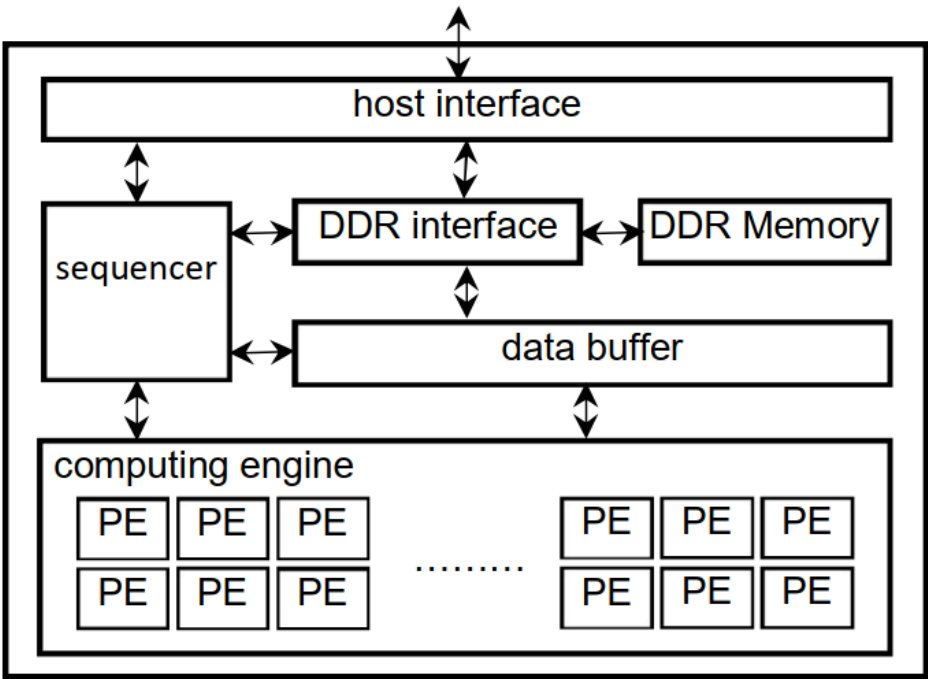 host interface
sequencer
DDR interface
DDR Memory
data buffer
computing engine
PE PE PE PE PE PE
.........
PE PE PE PE PE PE